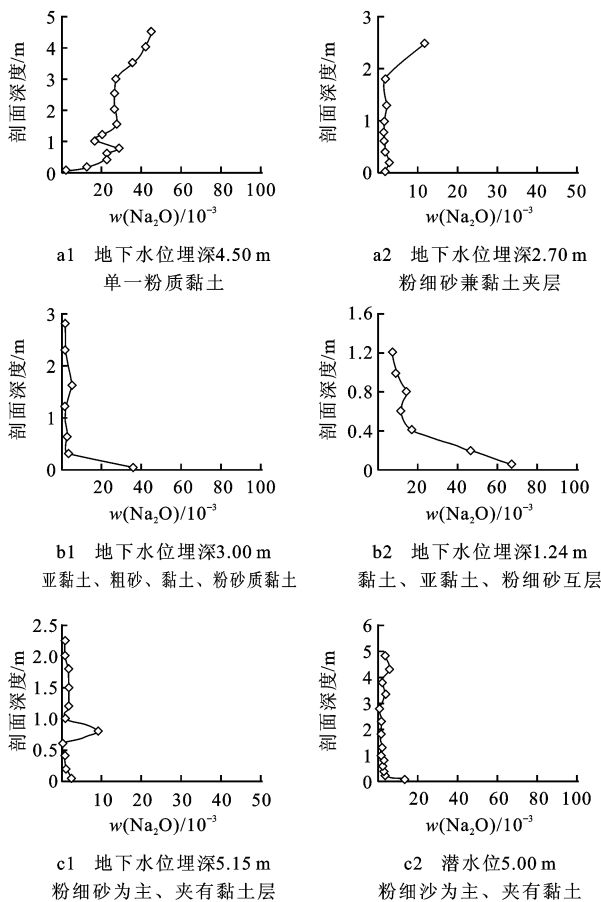 5
4
3
2
1
0
剖面深度/m
20 40 60 80 100
w(Na₂O)/10⁻³
a1 地下水位埋深4.50 m
单一粉质黏土
3
2
1
0
剖面深度/m
10 20 30 40 50
w(Na₂O)/10⁻³
a2 地下水位埋深2.70 m
粉细砂兼黏土夹层
3
2
1
0
剖面深度/m
20 40 60 80 100
w(Na₂O)/10⁻³
b1 地下水位埋深3.00 m
亚黏土、粗砂、黏土、粉砂质黏土
1.6
1.2
0.8
0.4
0
剖面深度/m
20 40 60 80 100
w(Na₂O)/10⁻³
b2 地下水位埋深1.24 m
黏土、亚黏土、粉细砂互层
2.5
2.0
1.5
1.0
0.5
0
剖面深度/m
10 20 30 40 50
w(Na₂O)/10⁻³
c1 地下水位埋深5.15 m
粉细砂为主、夹有黏土层
6
5
4
3
2
1
0
剖面深度/m
20 40 60 80 100
w(Na₂O)/10⁻³
c2 潜水位5.00 m
粉细沙为主、夹有黏土